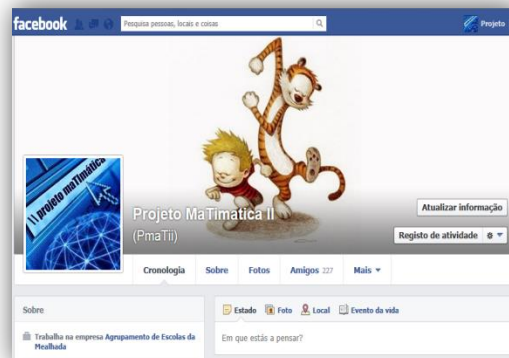 facebook
Pesquisa pessoas, locais e coisas
Projeto
\\ projeto maTImática
Projeto MaTimatica II
(PmaTii)
Atualizar informação
Registo de atividade
Cronologia Sobre Fotos Amigos 227 Mais
Sobre
Trabalha na empresa Agrupamento de Escolas da
Mealhada
Estado Foto Local Evento da vida
Em que estás a pensar?